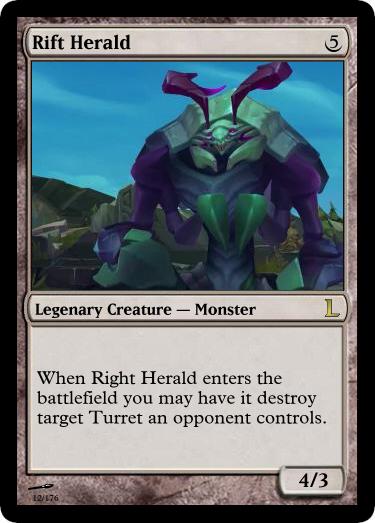 Rift Herald 5
Legenary Creature — Monster L
When Right Herald enters the
battlefield you may have it destroy
target Turret an opponent controls.
4/3
12/176